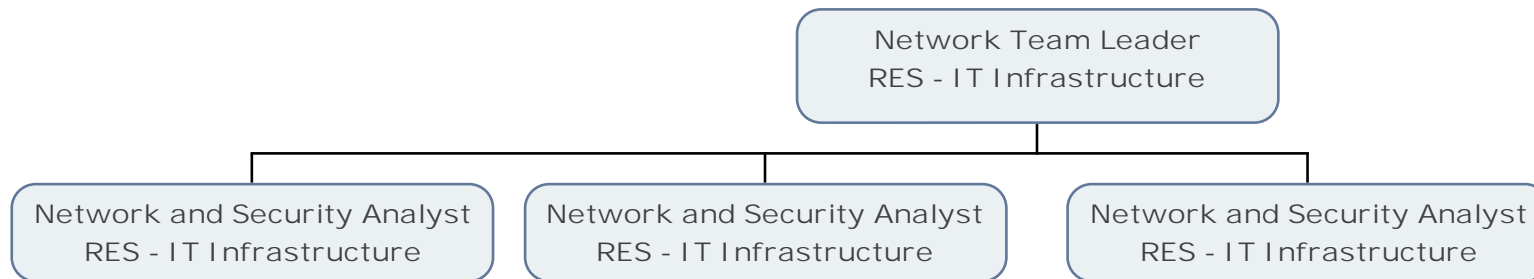 Network Team Leader
RES - IT Infrastructure
Network and Security Analyst
RES - IT Infrastructure
Network and Security Analyst
RES - IT Infrastructure
Network and Security Analyst
RES - IT Infrastructure